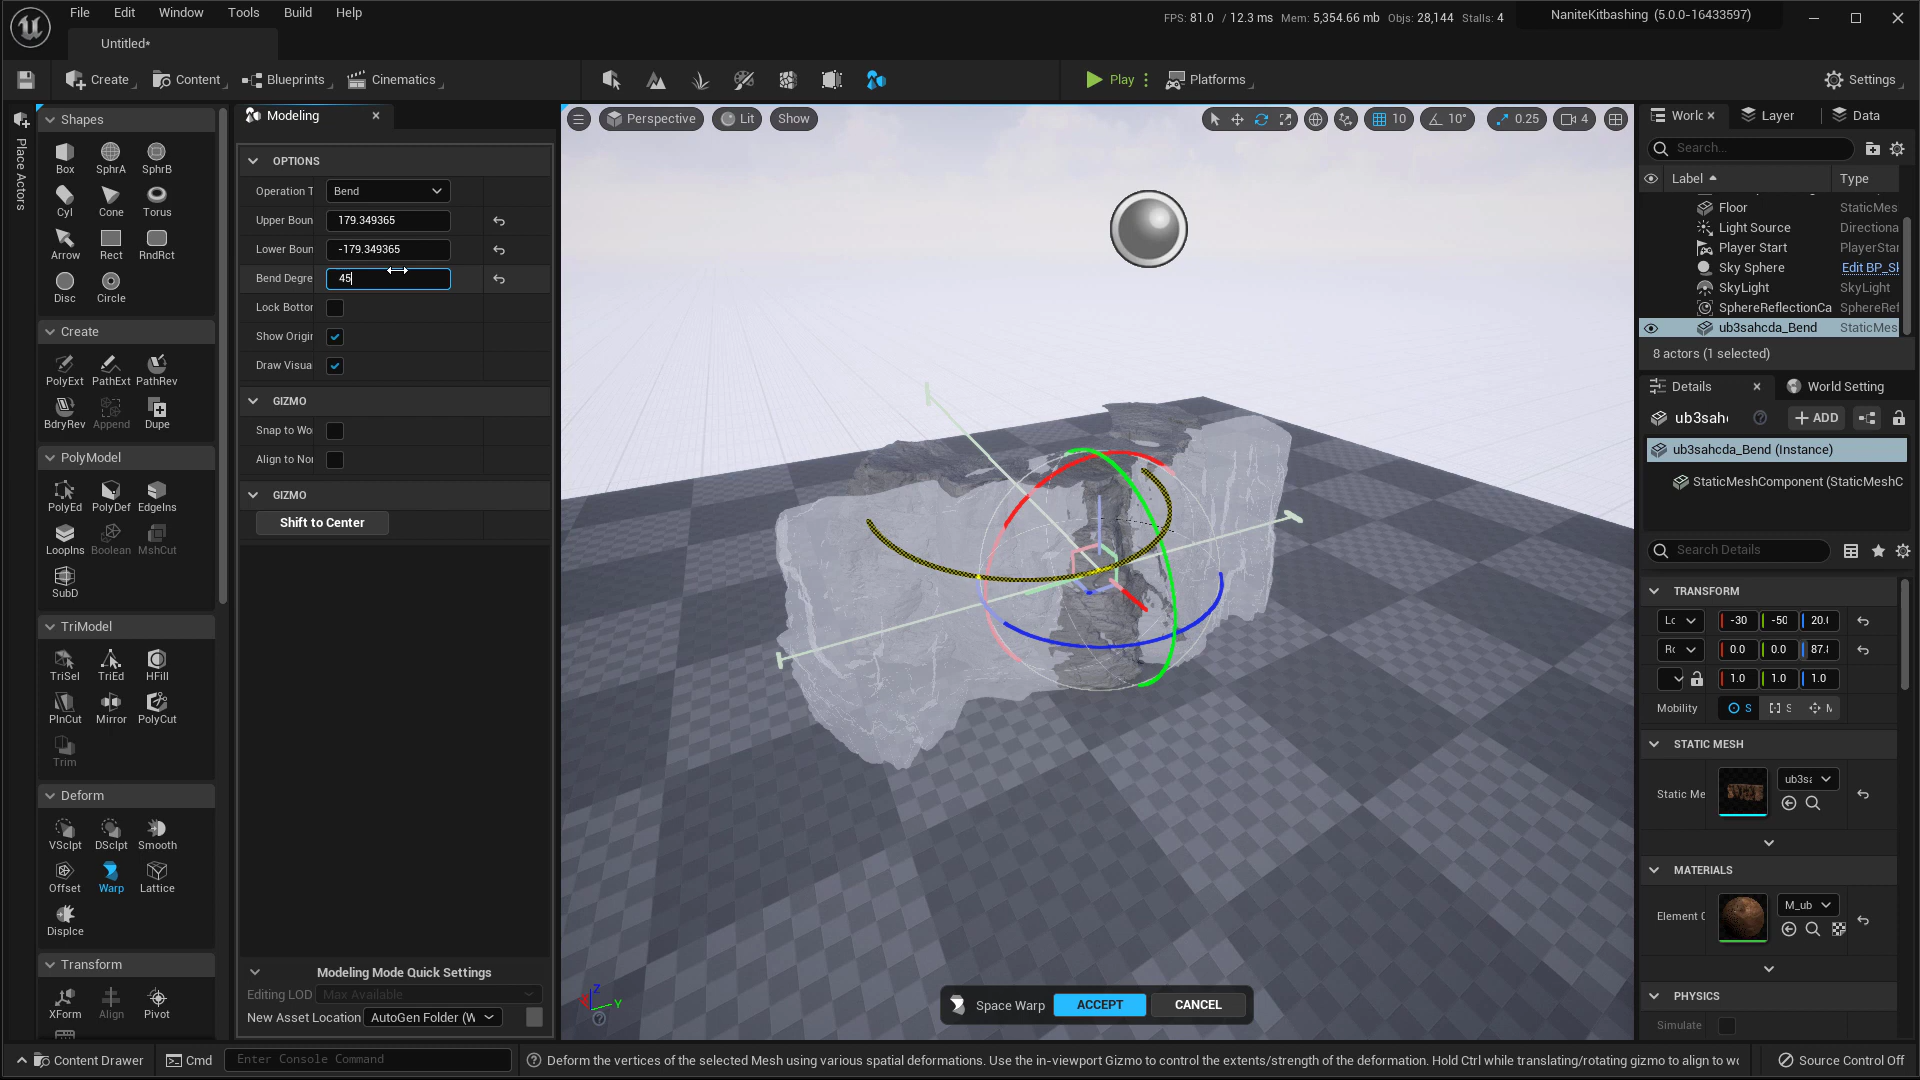 File Edit Window Tools Build Help
FPS: 81.0 / 12.3 ms Mem: 5,354.66 mb Objs: 28,144 Stalls: 4
NaniteKitbashing (5.0.0-16433597)
Untitled*
Create Content Blueprints Cinematics Play Platforms Settings
Place Actors
Shapes
Box SphrA SphrB
Cyl Cone Torus
Arrow Rect RndRct
Disc Circle
Create
PolyExt PathExt PathRev
BdryRev Append Dupe
PolyModel
PolyEd PolyDef EdgeIns
LoopIns Boolean MshCut
SubD
TriModel
TriSel TriEd HFill
PlnCut Mirror PolyCut
Trim
Deform
VSclpt DSclpt Smooth
Offset Warp Lattice
Displce
Transform
XForm Align Pivot
Modeling
OPTIONS
Operation T Bend
Upper Boun 179.349365
Lower Boun -179.349365
Bend Degre 45
Lock Bottor
Show Origir
Draw Visua
GIZMO
Snap to Wo
Align to Nor
GIZMO
Shift to Center
Modeling Mode Quick Settings
Editing LOD Max Available
New Asset Location AutoGen Folder (W
Perspective Lit Show
10 10° 0.25 4
Z
Y
Space Warp ACCEPT CANCEL
Worlc Layer Data
Search...
Label Type
Floor StaticMes
Light Source Directiona
Player Start PlayerStar
Sky Sphere Edit BP_Sk
SkyLight SkyLight
SphereReflectionCa SphereRef
ub3sahcda_Bend StaticMes
8 actors (1 selected)
Details World Setting
ub3sahc
ADD
ub3sahcda_Bend (Instance)
StaticMeshComponent (StaticMeshC
Search Details
TRANSFORM
Lc -30 -50 20.(
Rc 0.0 0.0 87.8
1.0 1.0 1.0
Mobility S S M
STATIC MESH
Static Me ub3sa
MATERIALS
Element C M_ub
PHYSICS
Simulate
Content Drawer Cmd Enter Console Command
Deform the vertices of the selected Mesh using various spatial deformations. Use the in-viewport Gizmo to control the extents/strength of the deformation. Hold Ctrl while translating/rotating gizmo to align to wo
Source Control Off